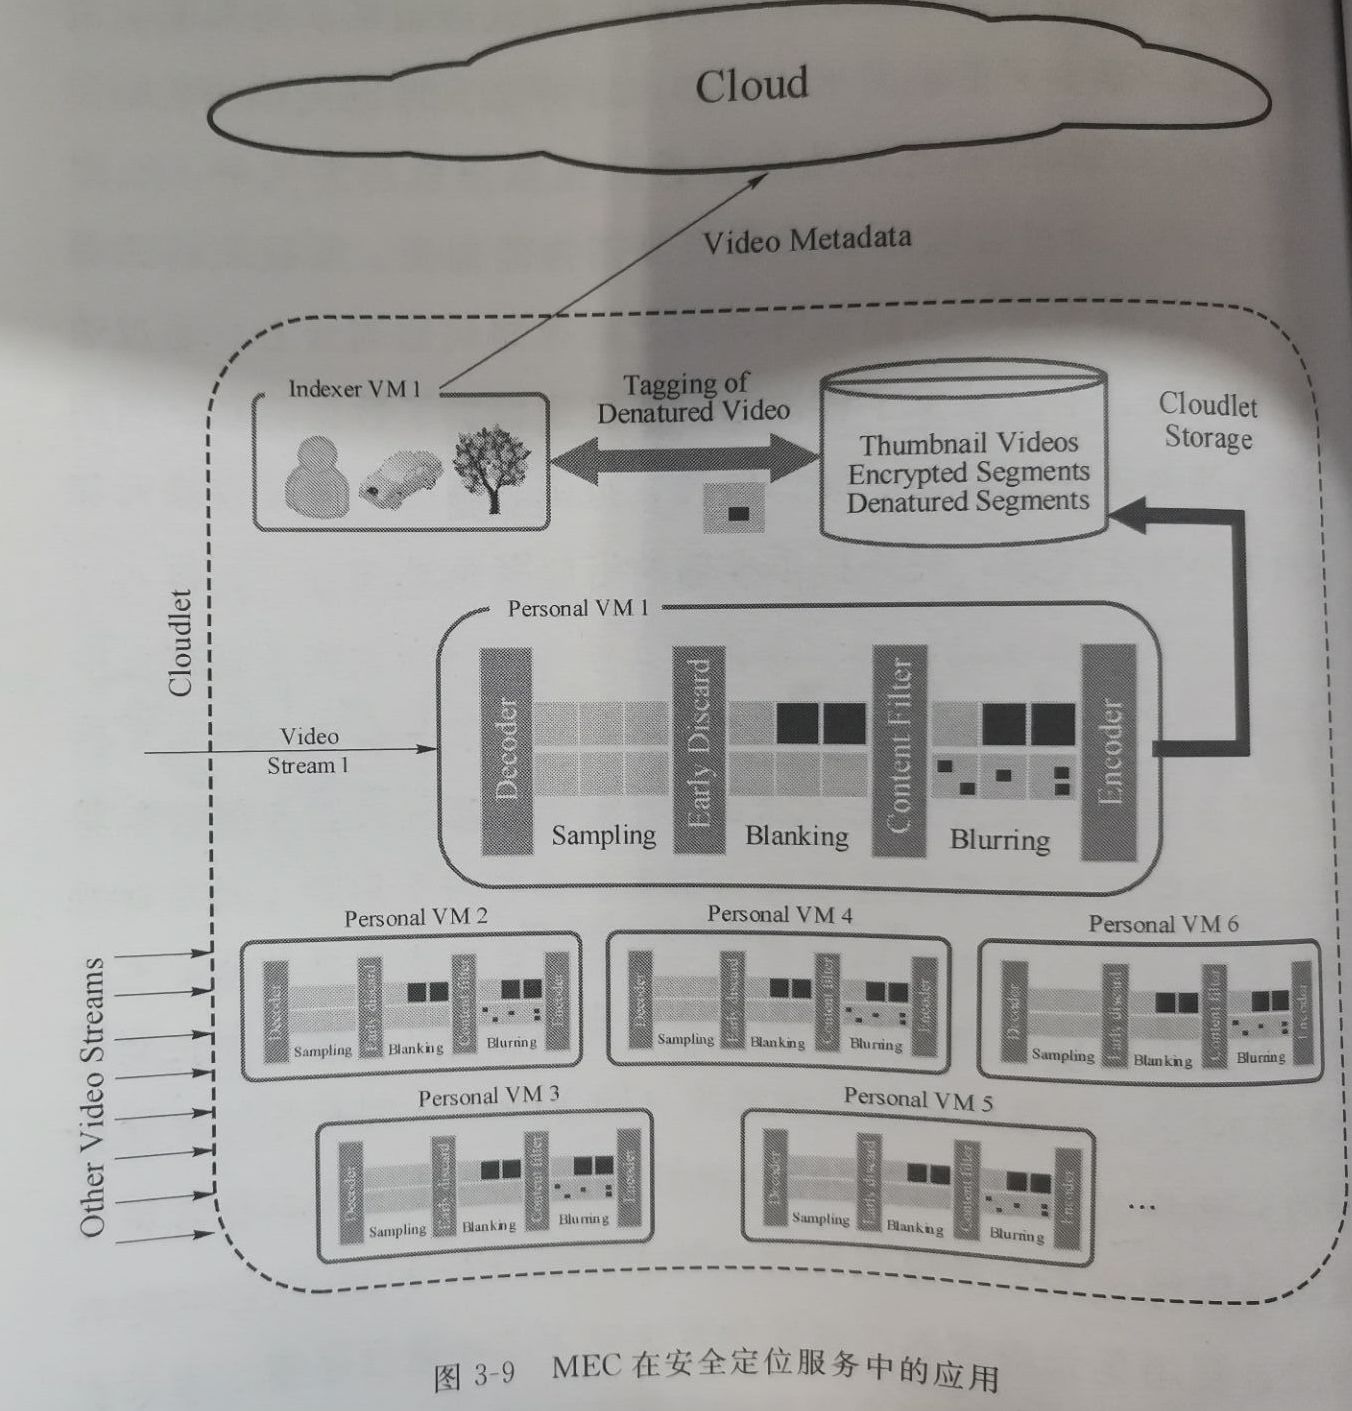 Cloud
Video Metadata
Indexer VM 1
Tagging of
Denatured Video
Thumbnail Videos
Encrypted Segments
Denatured Segments
Cloudlet
Storage
Cloudlet
Personal VM 1
Video
Stream 1
Decoder
Sampling
Early Discard
Blanking
Content Filter
Blurring
Encoder
Other Video Streams
Personal VM 2
Decoder
Sampling
Early discard
Blanking
Content filter
Blurring
Encoder
Personal VM 4
Decoder
Sampling
Early discard
Blanking
Content filter
Blurring
Encoder
Personal VM 6
Decoder
Sampling
Early discard
Blanking
Content filter
Blurring
Encoder
Personal VM 3
Decoder
Sampling
Early discard
Blanking
Content filter
Blurring
Encoder
Personal VM 5
Decoder
Sampling
Early discard
Blanking
Content filter
Blurring
Encoder
...
图 3-9 MEC 在安全定位服务中的应用